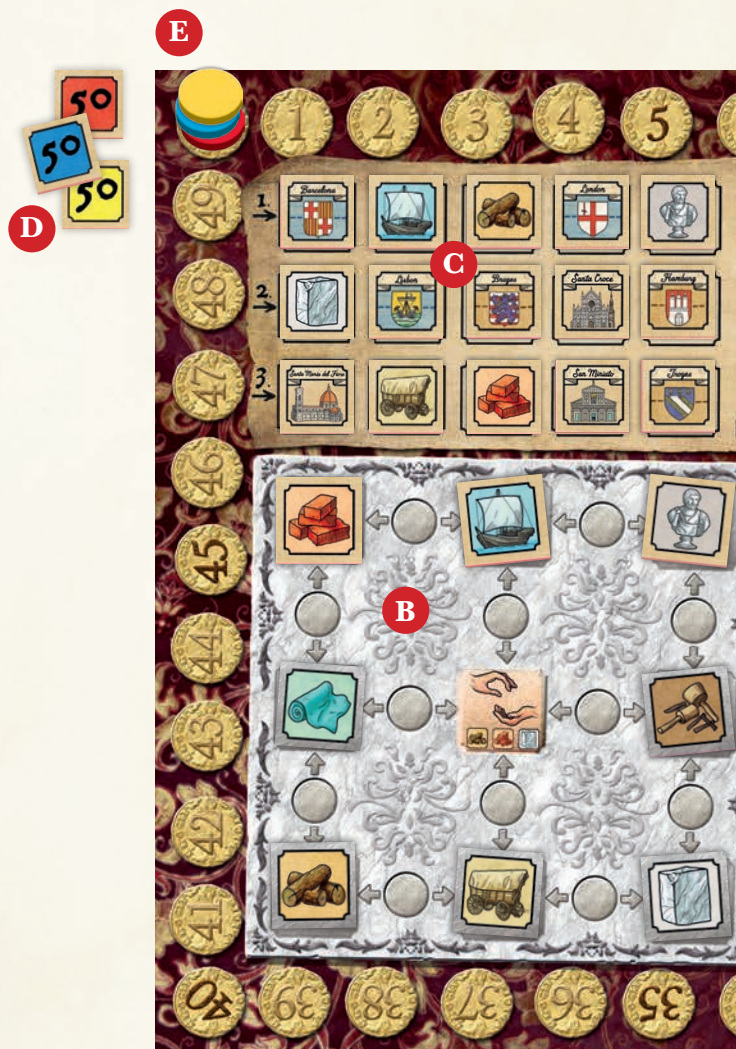 E
1 2 3 4 5
50
50
50
D
49
1.
Barcelona
London
C
48
2.
Lisbon
Bruges
Santa Croce
Hamburg
47
3.
Santa Maria del Fiore
San Miniato
Troyes
46
45
B
44
43
42
41
40 39 38 37 36 35